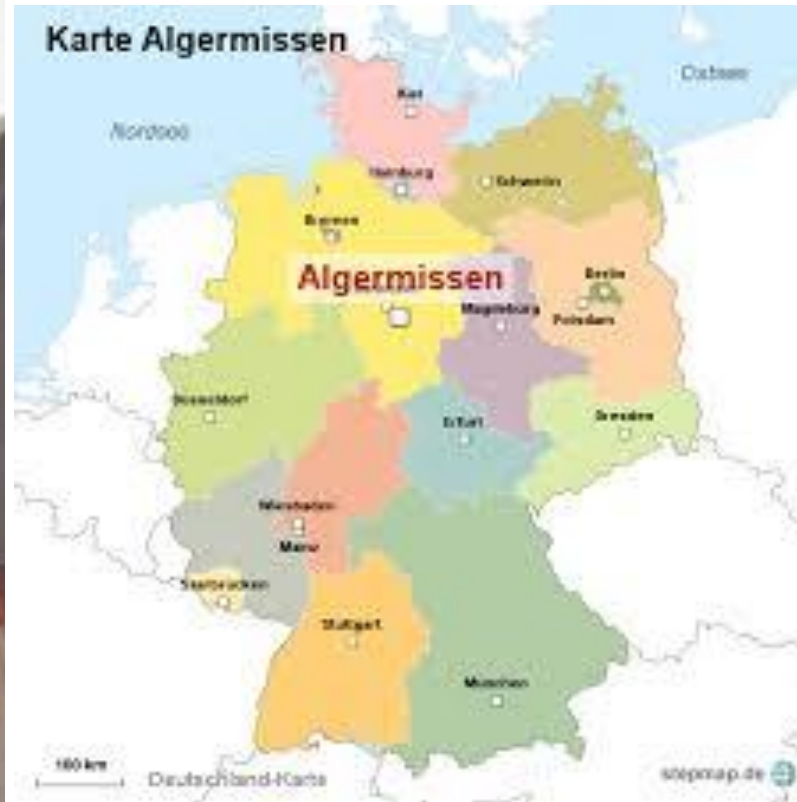 Karte Algermissen
Ostsee
Nordsee
Kiel
Hamburg
Schwerin
Bremen
Algermissen
Berlin
Magdeburg
Potsdam
Düsseldorf
Erfurt
Dresden
Wiesbaden
Mainz
Saarbrücken
Stuttgart
München
100 km
Deutschland-Karte
stepmap.de